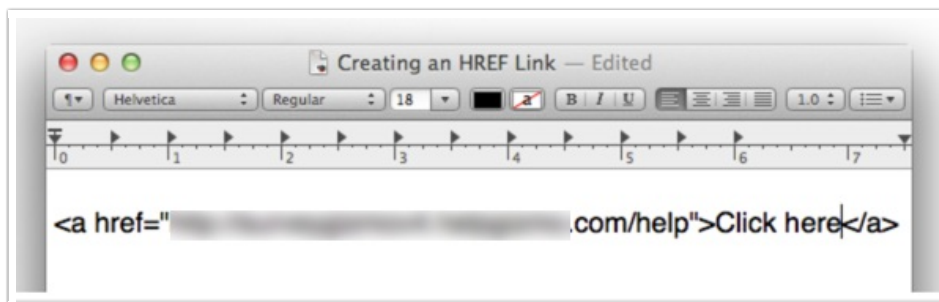 Creating an HREF Link — Edited
Helvetica Regular 18 a B I U 1.0
0 1 2 3 4 5 6 7
<a href=" .com/help">Click here</a>